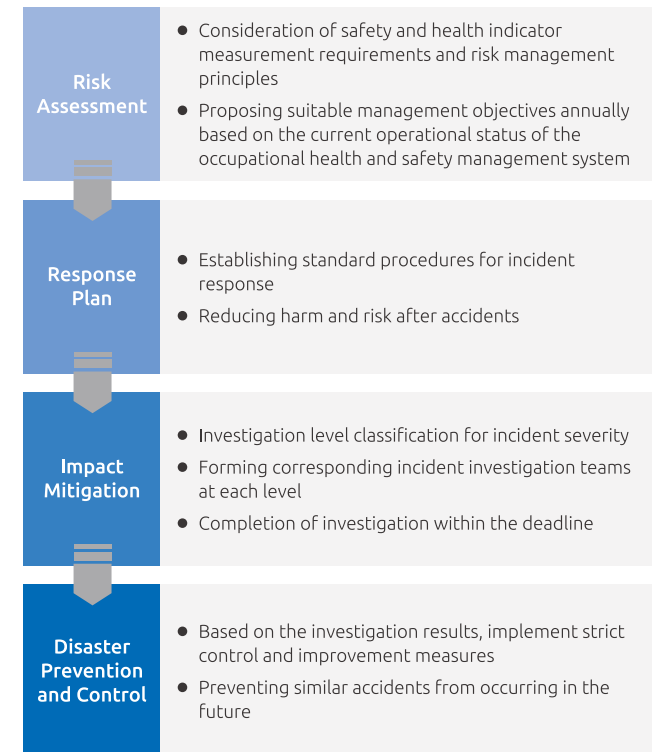 Risk
Assessment
● Consideration of safety and health indicator
measurement requirements and risk management
principles
● Proposing suitable management objectives annually
based on the current operational status of the
occupational health and safety management system
Response
Plan
● Establishing standard procedures for incident
response
● Reducing harm and risk after accidents
Impact
Mitigation
● Investigation level classification for incident severity
● Forming corresponding incident investigation teams
at each level
● Completion of investigation within the deadline
Disaster
Prevention
and Control
● Based on the investigation results, implement strict
control and improvement measures
● Preventing similar accidents from occurring in the
future